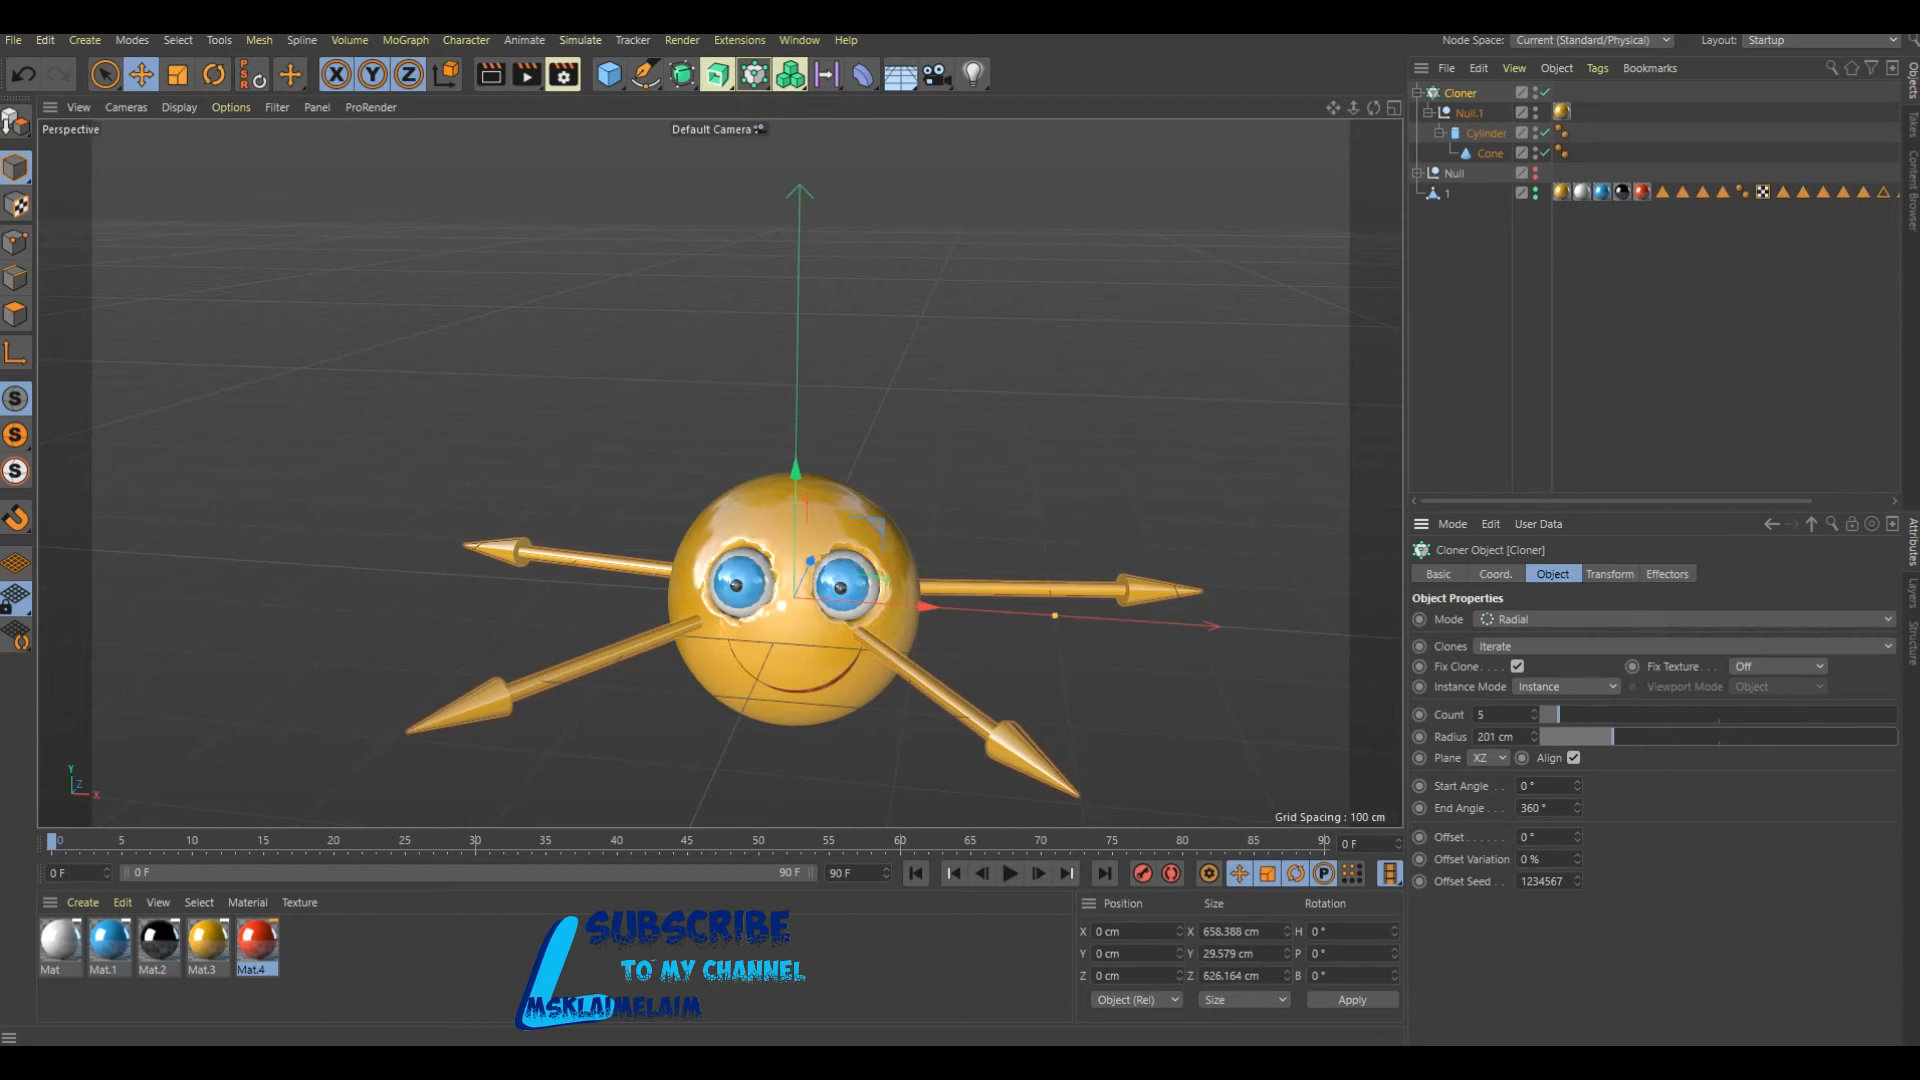 File Edit Create Modes Select Tools Mesh Spline Volume MoGraph Character Animate Simulate Tracker Render Extensions Window Help
Node Space: Current (Standard/Physical) Layout: Startup
PSR X Y Z
File Edit View Object Tags Bookmarks
View Cameras Display Options Filter Panel ProRender
Perspective
Default Camera
Cloner
Null.1
Cylinder
Cone
Null
1
Objects
Takes
Content Browser
S
S
S
Mode Edit User Data
Cloner Object [Cloner]
Basic Coord. Object Transform Effectors
Object Properties
Mode Radial
Clones Iterate
Fix Clone Fix Texture Off
Instance Mode Instance Viewport Mode Object
Count 5
Radius 201 cm
Plane XZ Align
Start Angle 0 °
End Angle 360 °
Offset 0 °
Offset Variation 0 %
Offset Seed 1234567
Attributes
Layers
Structure
Y
Z
X
Grid Spacing : 100 cm
0 5 10 15 20 25 30 35 40 45 50 55 60 65 70 75 80 85 90 0 F
0 F 0 F 90 F 90 F P
Create Edit View Select Material Texture
Mat Mat.1 Mat.2 Mat.3 Mat.4
SUBSCRIBE
TO MY CHANNEL
MSKLAIMELAIM
Position Size Rotation
X 0 cm X 658.388 cm H 0 °
Y 0 cm Y 29.579 cm P 0 °
Z 0 cm Z 626.164 cm B 0 °
Object (Rel) Size Apply